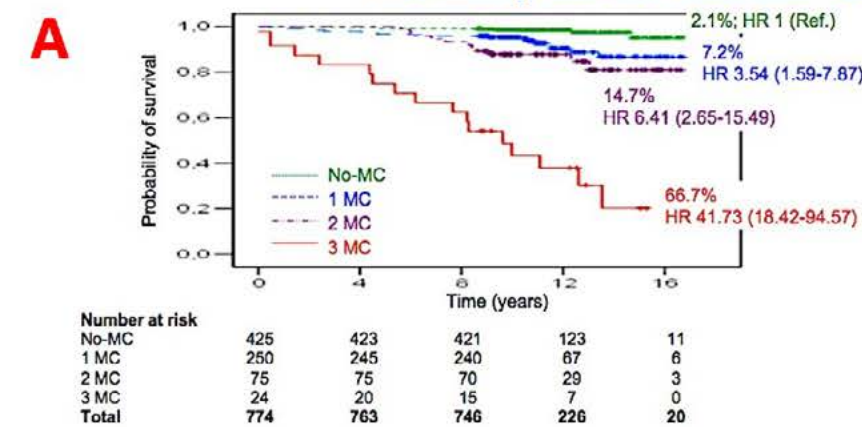 A
2.1%; HR 1 (Ref.)
7.2%
HR 3.54 (1.59-7.87)
14.7%
HR 6.41 (2.65-15.49)
66.7%
HR 41.73 (18.42-94.57)
Probability of survival
1.0
0.8
0.6
0.4
0.2
0.0
No-MC
1 MC
2 MC
3 MC
0 4 8 12 16
Time (years)
Number at risk
No-MC 425 423 421 123 11
1 MC 250 245 240 67 6
2 MC 75 75 70 29 3
3 MC 24 20 15 7 0
Total 774 763 746 226 20